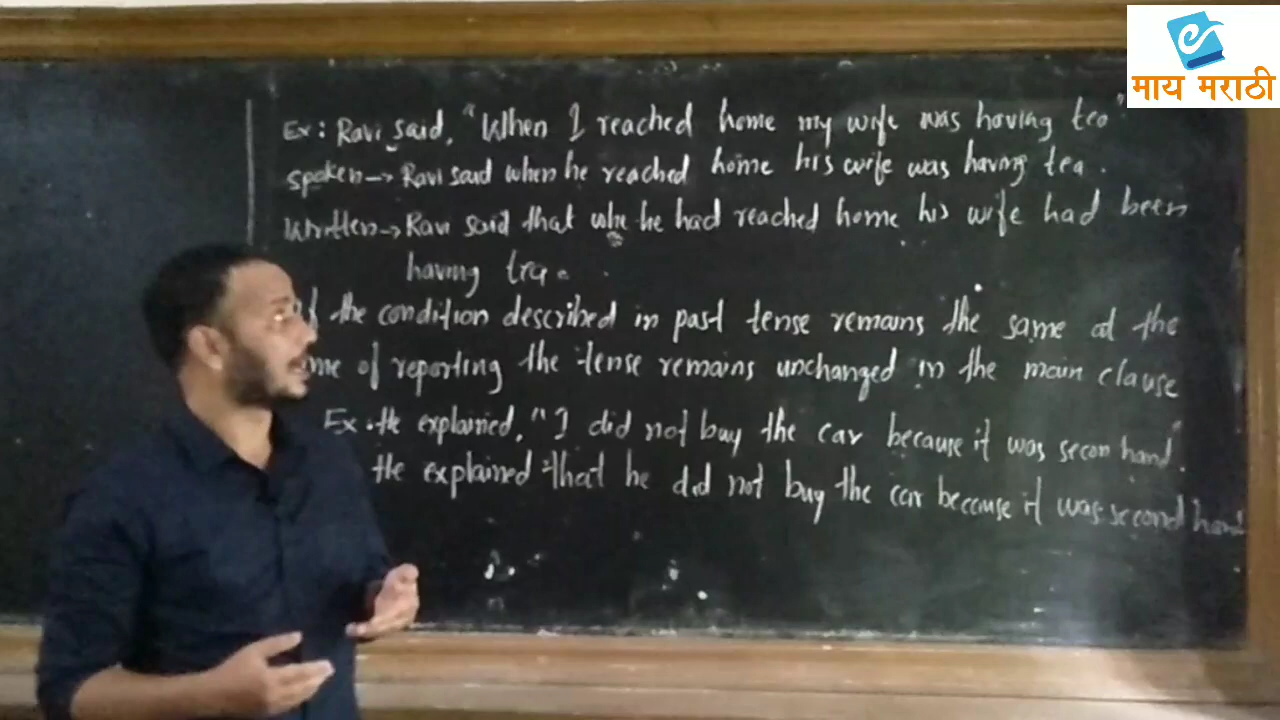 माय मराठी
Ex: Ravi said, "When I reached home my wife was having tea"
spoken → Ravi said when he reached home his wife was having tea.
Written → Ravi said that whe he had reached home his wife had been
having tea.
the condition described in past tense remains the same at the
me of reporting the tense remains unchanged in the main clause
Ex. He explained, "I did not buy the car because it was secon hand".
He explained that he did not buy the car because it was second hand